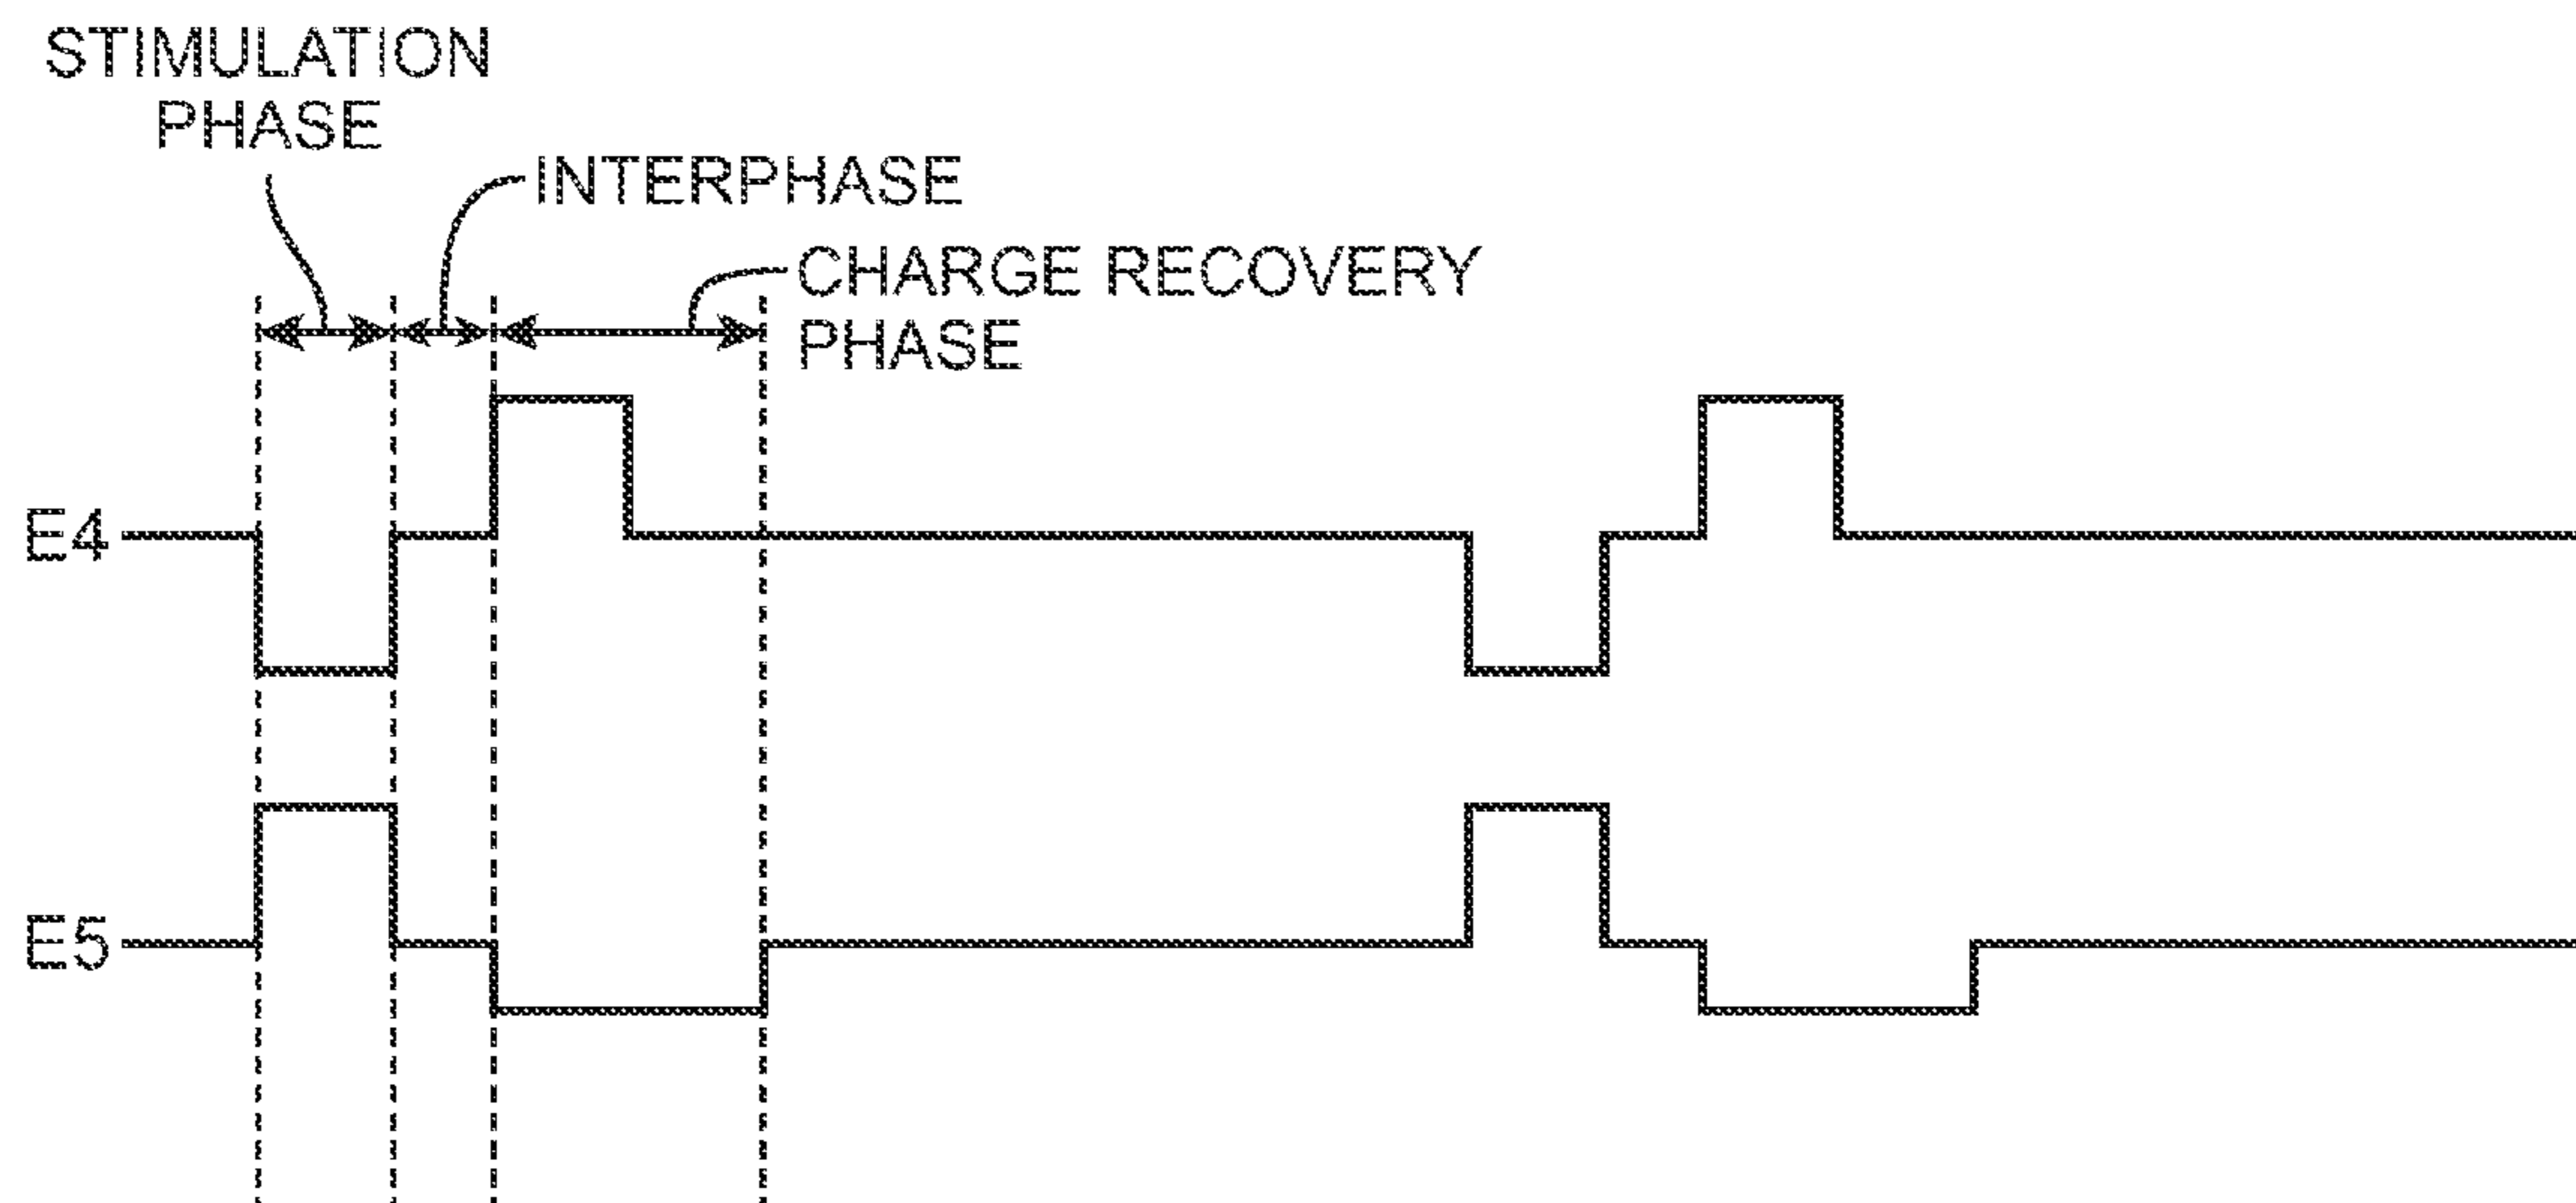 STIMULATION
PHASE
INTERPHASE
CHARGE RECOVERY
PHASE
E4
E5